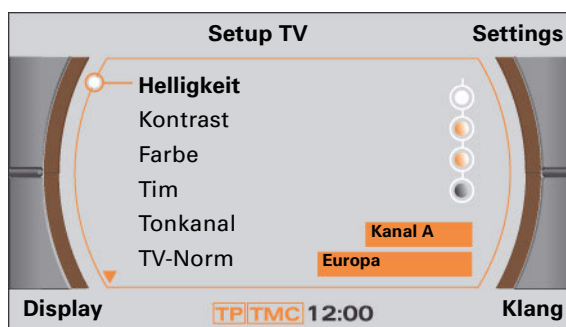 Setup TV Settings
Helligkeit
Kontrast
Farbe
Tim
Tonkanal Kanal A
TV-Norm Europa
Display TP TMC 12:00 Klang